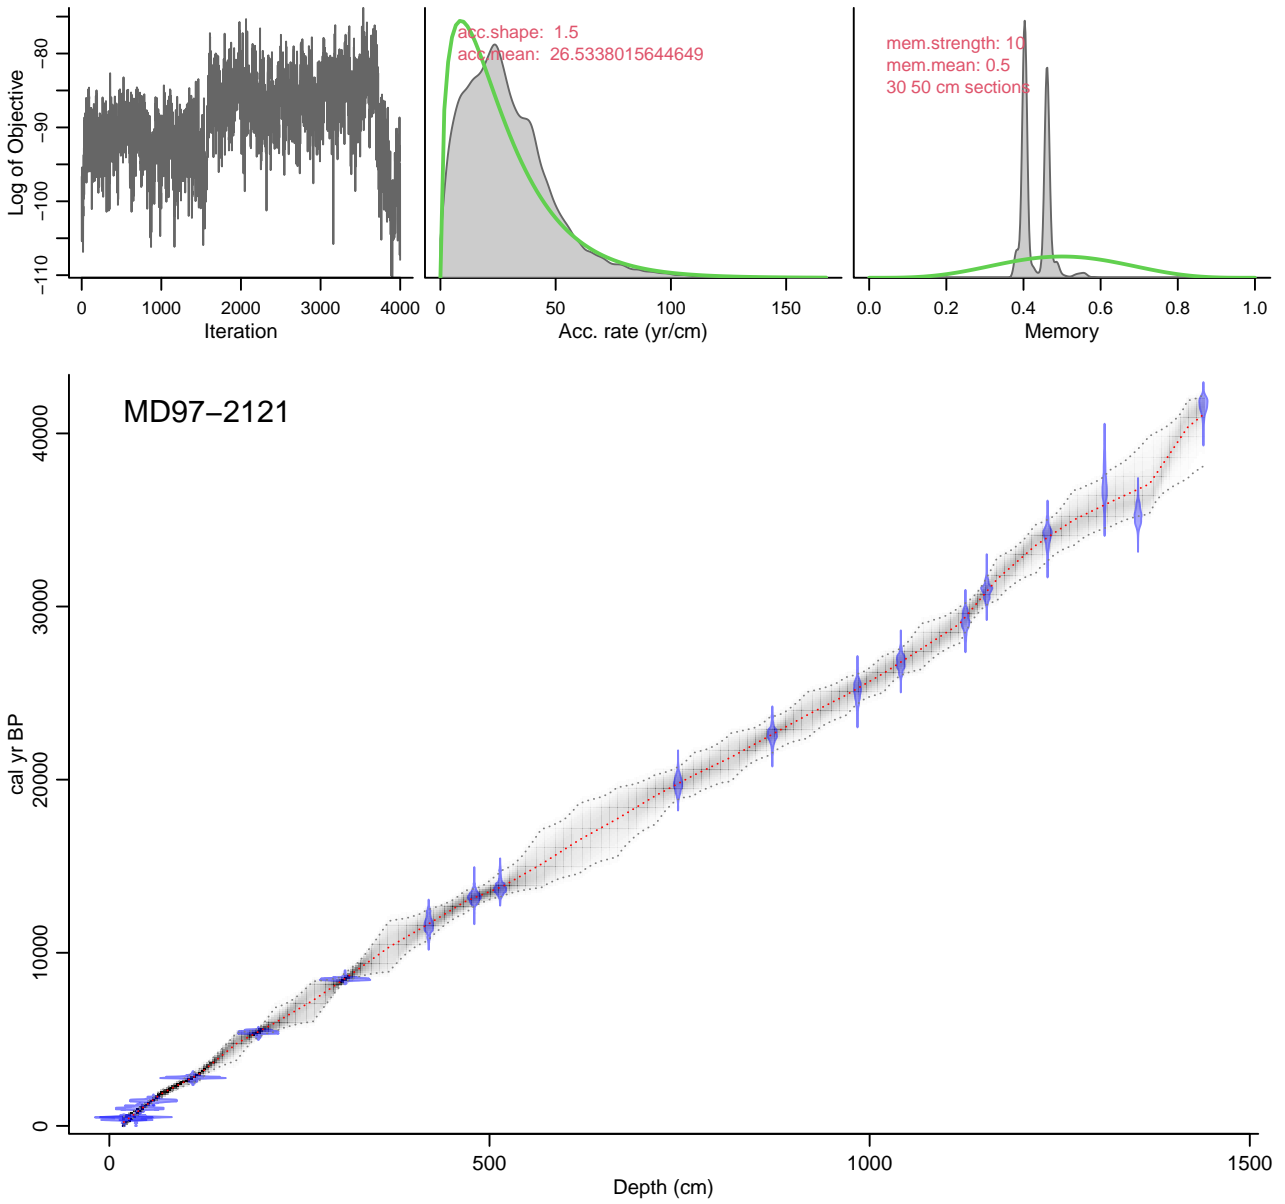 Log of Objective
−110
−100
−90
−80
0 1000 2000 3000 4000
Iteration
acc.shape: 1.5
acc.mean: 26.5338015644649
0 50 100 150
Acc. rate (yr/cm)
mem.strength: 10
mem.mean: 0.5
30 50 cm sections
0.0 0.2 0.4 0.6 0.8 1.0
Memory
MD97−2121
cal yr BP
0
10000
20000
30000
40000
0 500 1000 1500
Depth (cm)